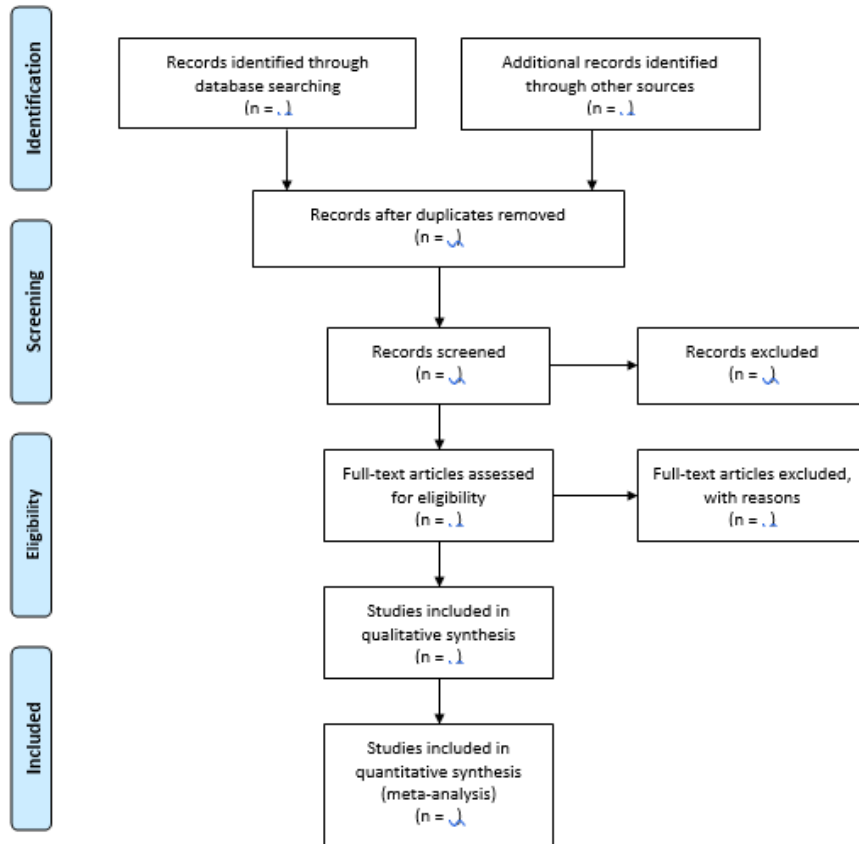 Identification
Records identified through
database searching
(n = . )
Additional records identified
through other sources
(n = . )
Records after duplicates removed
(n = )
Screening
Records screened
(n = )
Records excluded
(n = )
Eligibility
Full-text articles assessed
for eligibility
(n = . )
Full-text articles excluded,
with reasons
(n = . )
Studies included in
qualitative synthesis
(n = . )
Included
Studies included in
quantitative synthesis
(meta-analysis)
(n = )